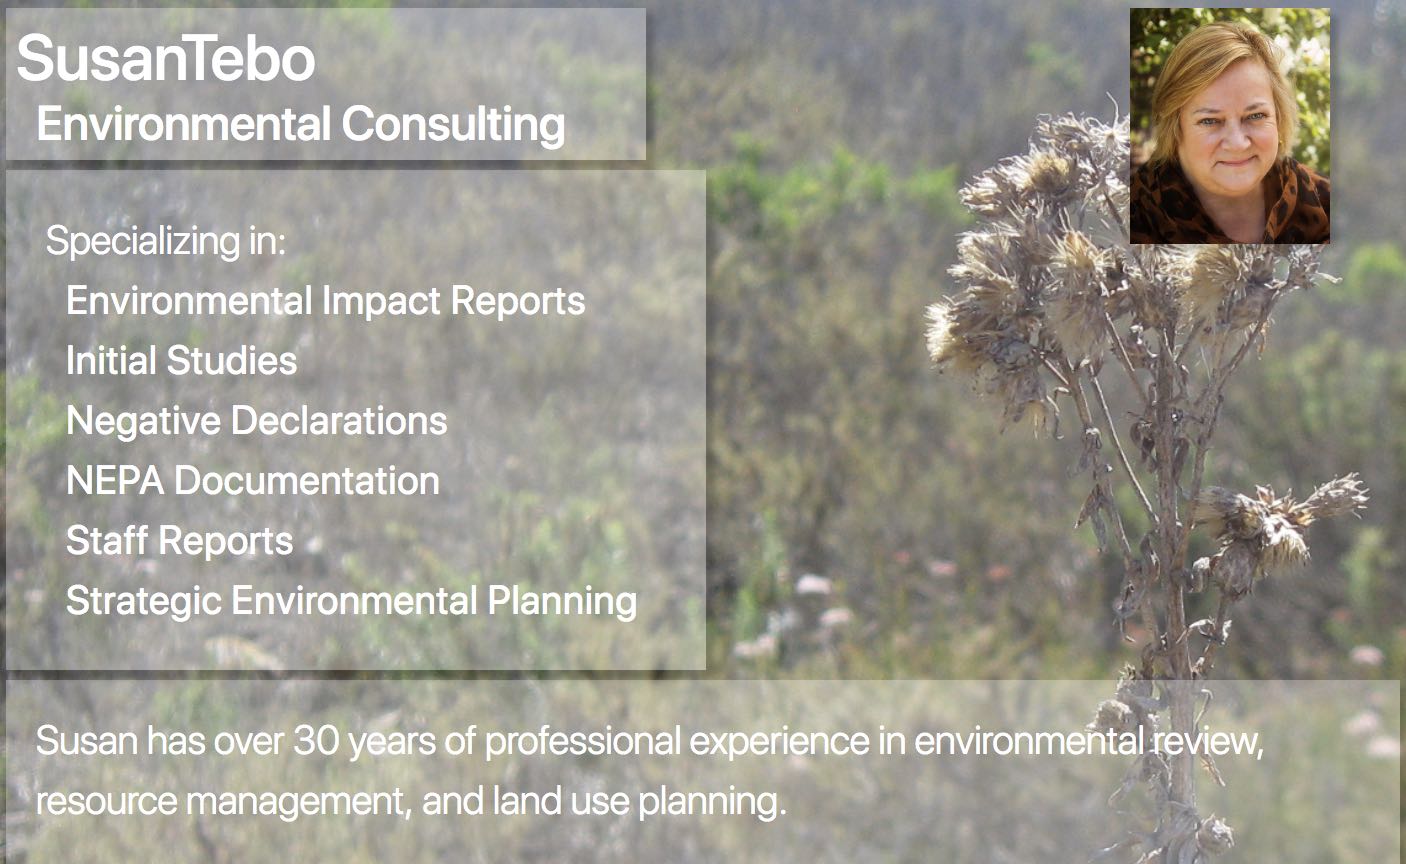 SusanTebo
Environmental Consulting
Specializing in:
Environmental Impact Reports
Initial Studies
Negative Declarations
NEPA Documentation
Staff Reports
Strategic Environmental Planning
Susan has over 30 years of professional experience in environmental review,
resource management, and land use planning.